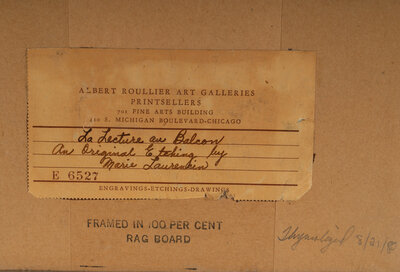 ALBERT ROULLIER ART GALLERIES
PRINTSELLERS
701 FINE ARTS BUILDING
410 S. MICHIGAN BOULEVARD-CHICAGO
La Lecture au Balcon
An Original Etching by
Marie Laurencin
E 6527
ENGRAVINGS-ETCHINGS-DRAWINGS
FRAMED IN 100 PER CENT
RAG BOARD